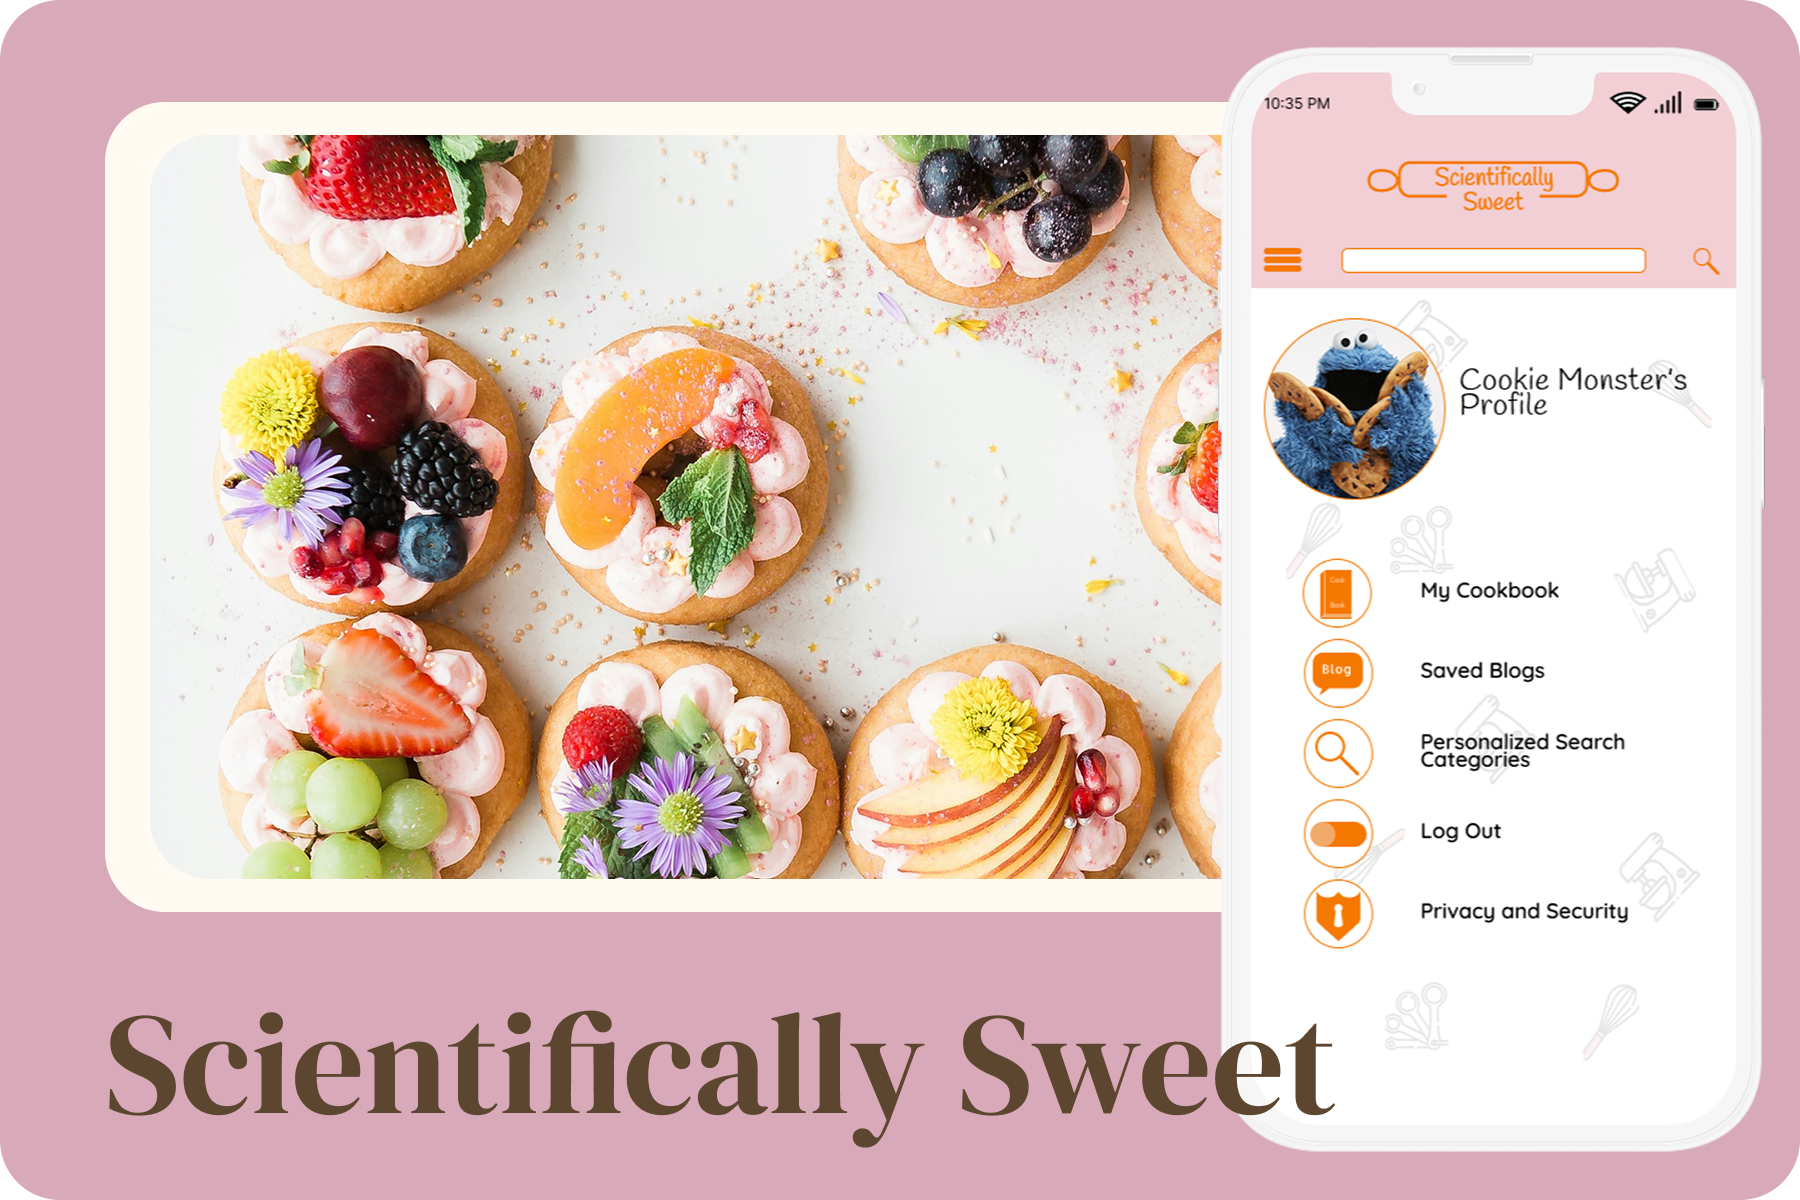 10:35 PM
Scientifically
Sweet
Cookie Monster's
Profile
Cook
Book
My Cookbook
Blog
Saved Blogs
Personalized Search
Categories
Log Out
Privacy and Security
Scientifically Sweet